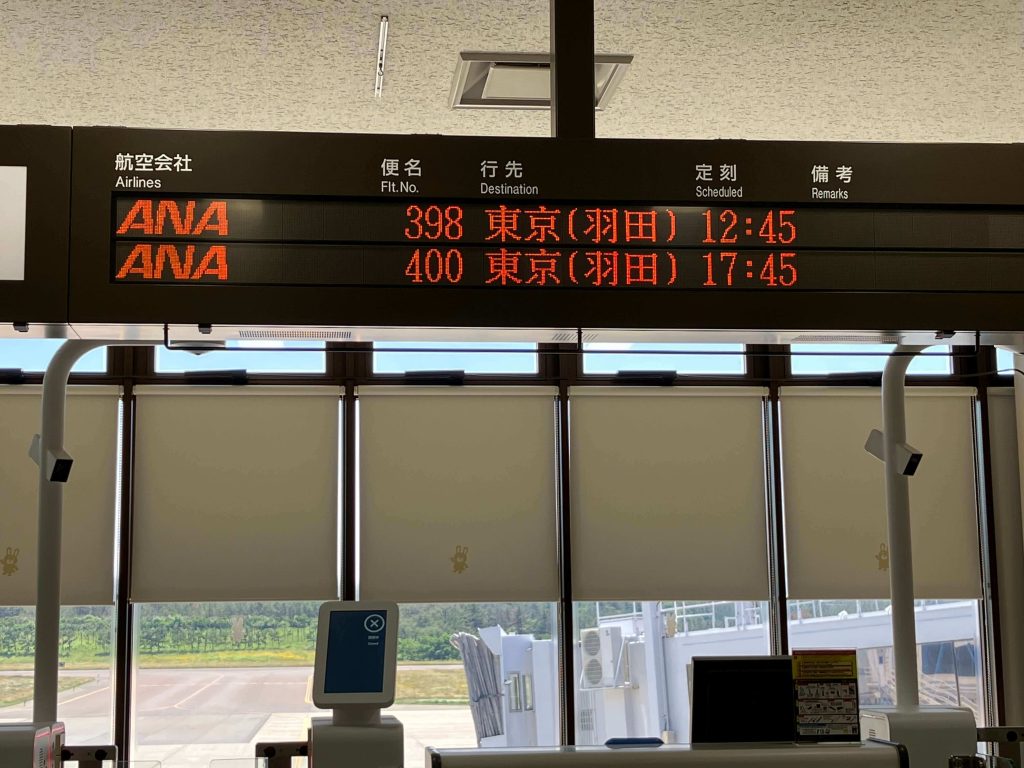 航空会社 便名 行先 定刻 備考
Airlines Flt.No. Destination Scheduled Remarks
ANA 398 東京(羽田) 12:45
ANA 400 東京(羽田) 17:45